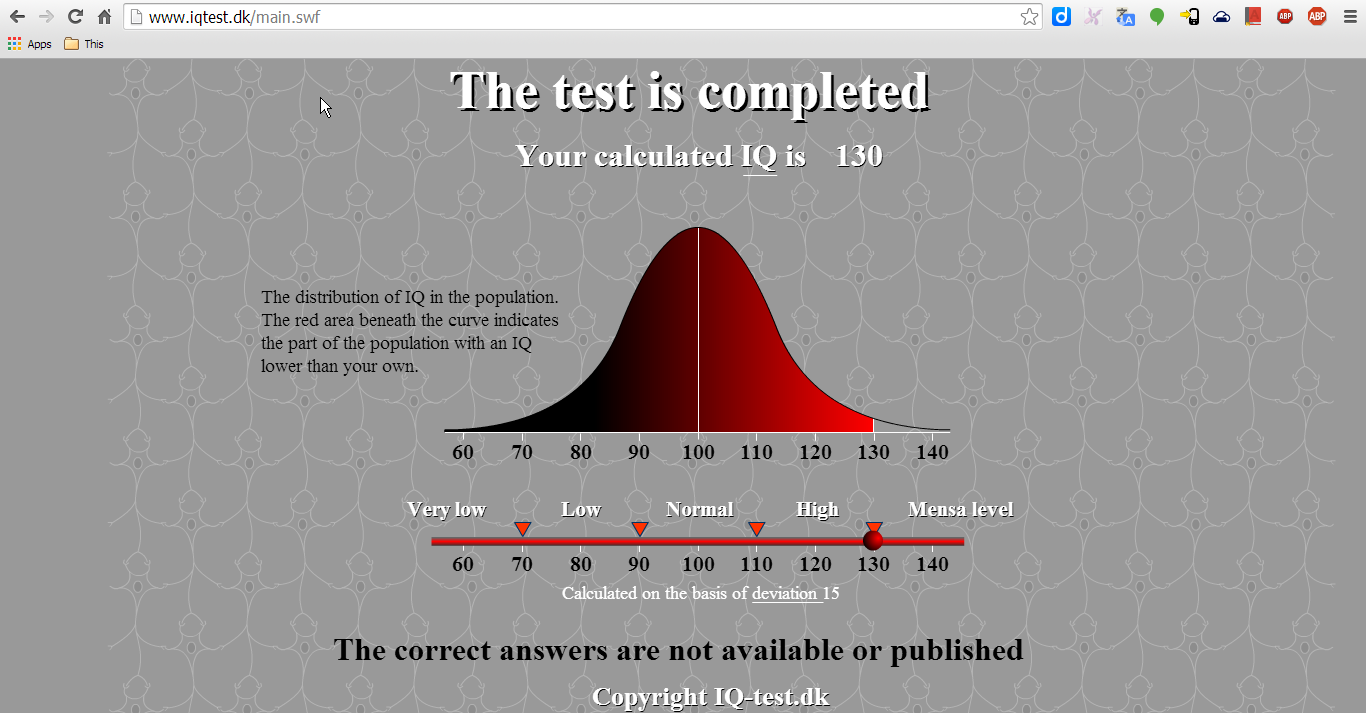 www.iqtest.dk/main.swf
Apps This
The test is completed
Your calculated IQ is 130
The distribution of IQ in the population.
The red area beneath the curve indicates
the part of the population with an IQ
lower than your own.
60 70 80 90 100 110 120 130 140
Very low Low Normal High Mensa level
60 70 80 90 100 110 120 130 140
Calculated on the basis of deviation 15
The correct answers are not available or published
Copyright IQ-test.dk